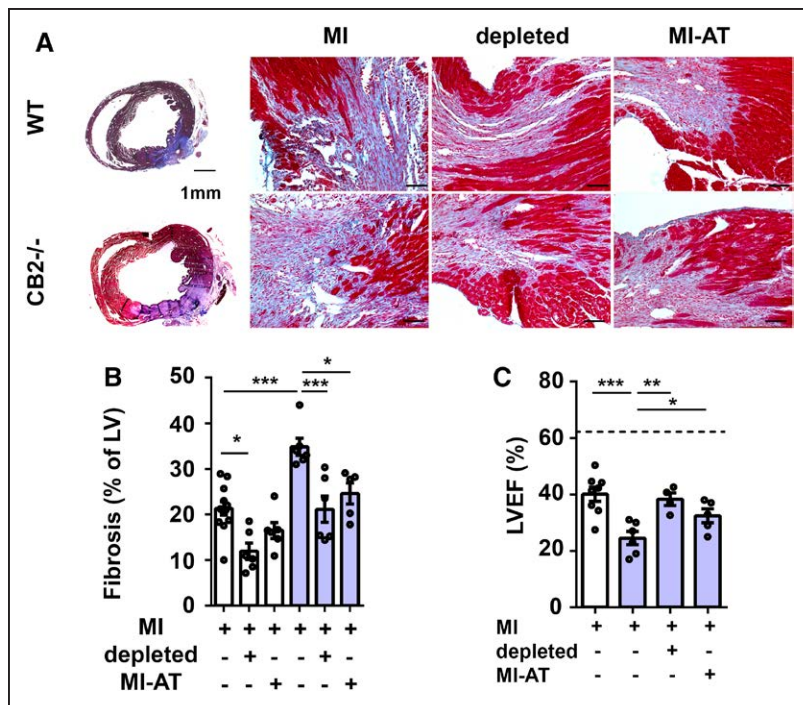 A
MI depleted MI-AT
WT
1mm
CB2-/-
B
Fibrosis (% of LV)
50
40
30
20
10
0
***
*
***
*
MI + + + + + +
depleted - + - - + -
MI-AT - - + - - +
C
LVEF (%)
80
60
40
20
0
*** **
*
MI + + + +
depleted - - + -
MI-AT - - - +